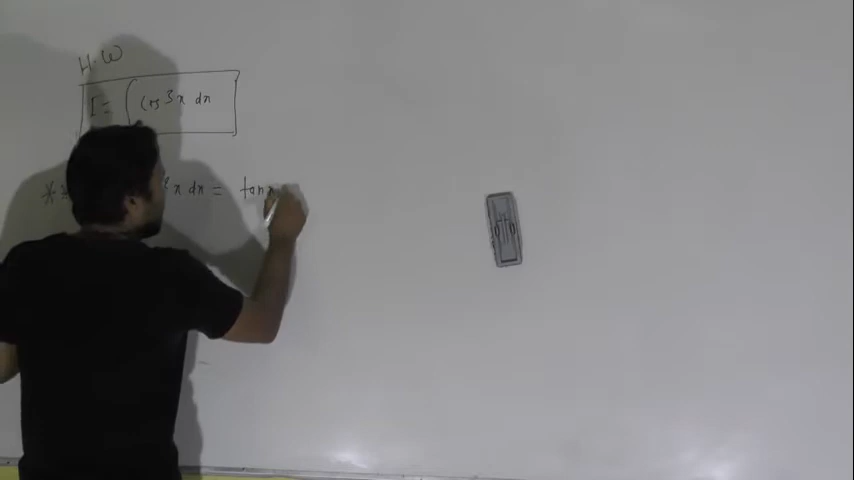 H.W
I = ∫ Cos 3x dx
x dx = tan x